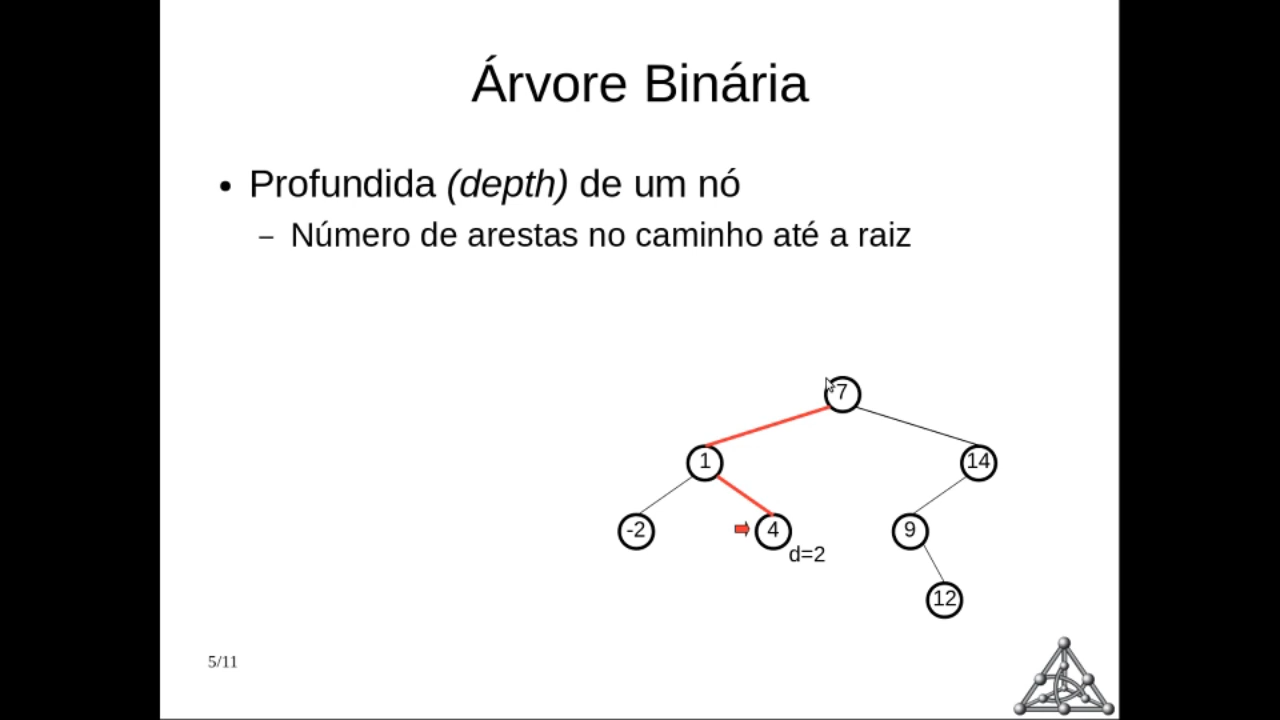 Árvore Binária
• Profundida (depth) de um nó
– Número de arestas no caminho até a raiz
7
1
14
-2
4
9
d=2
12
5/11